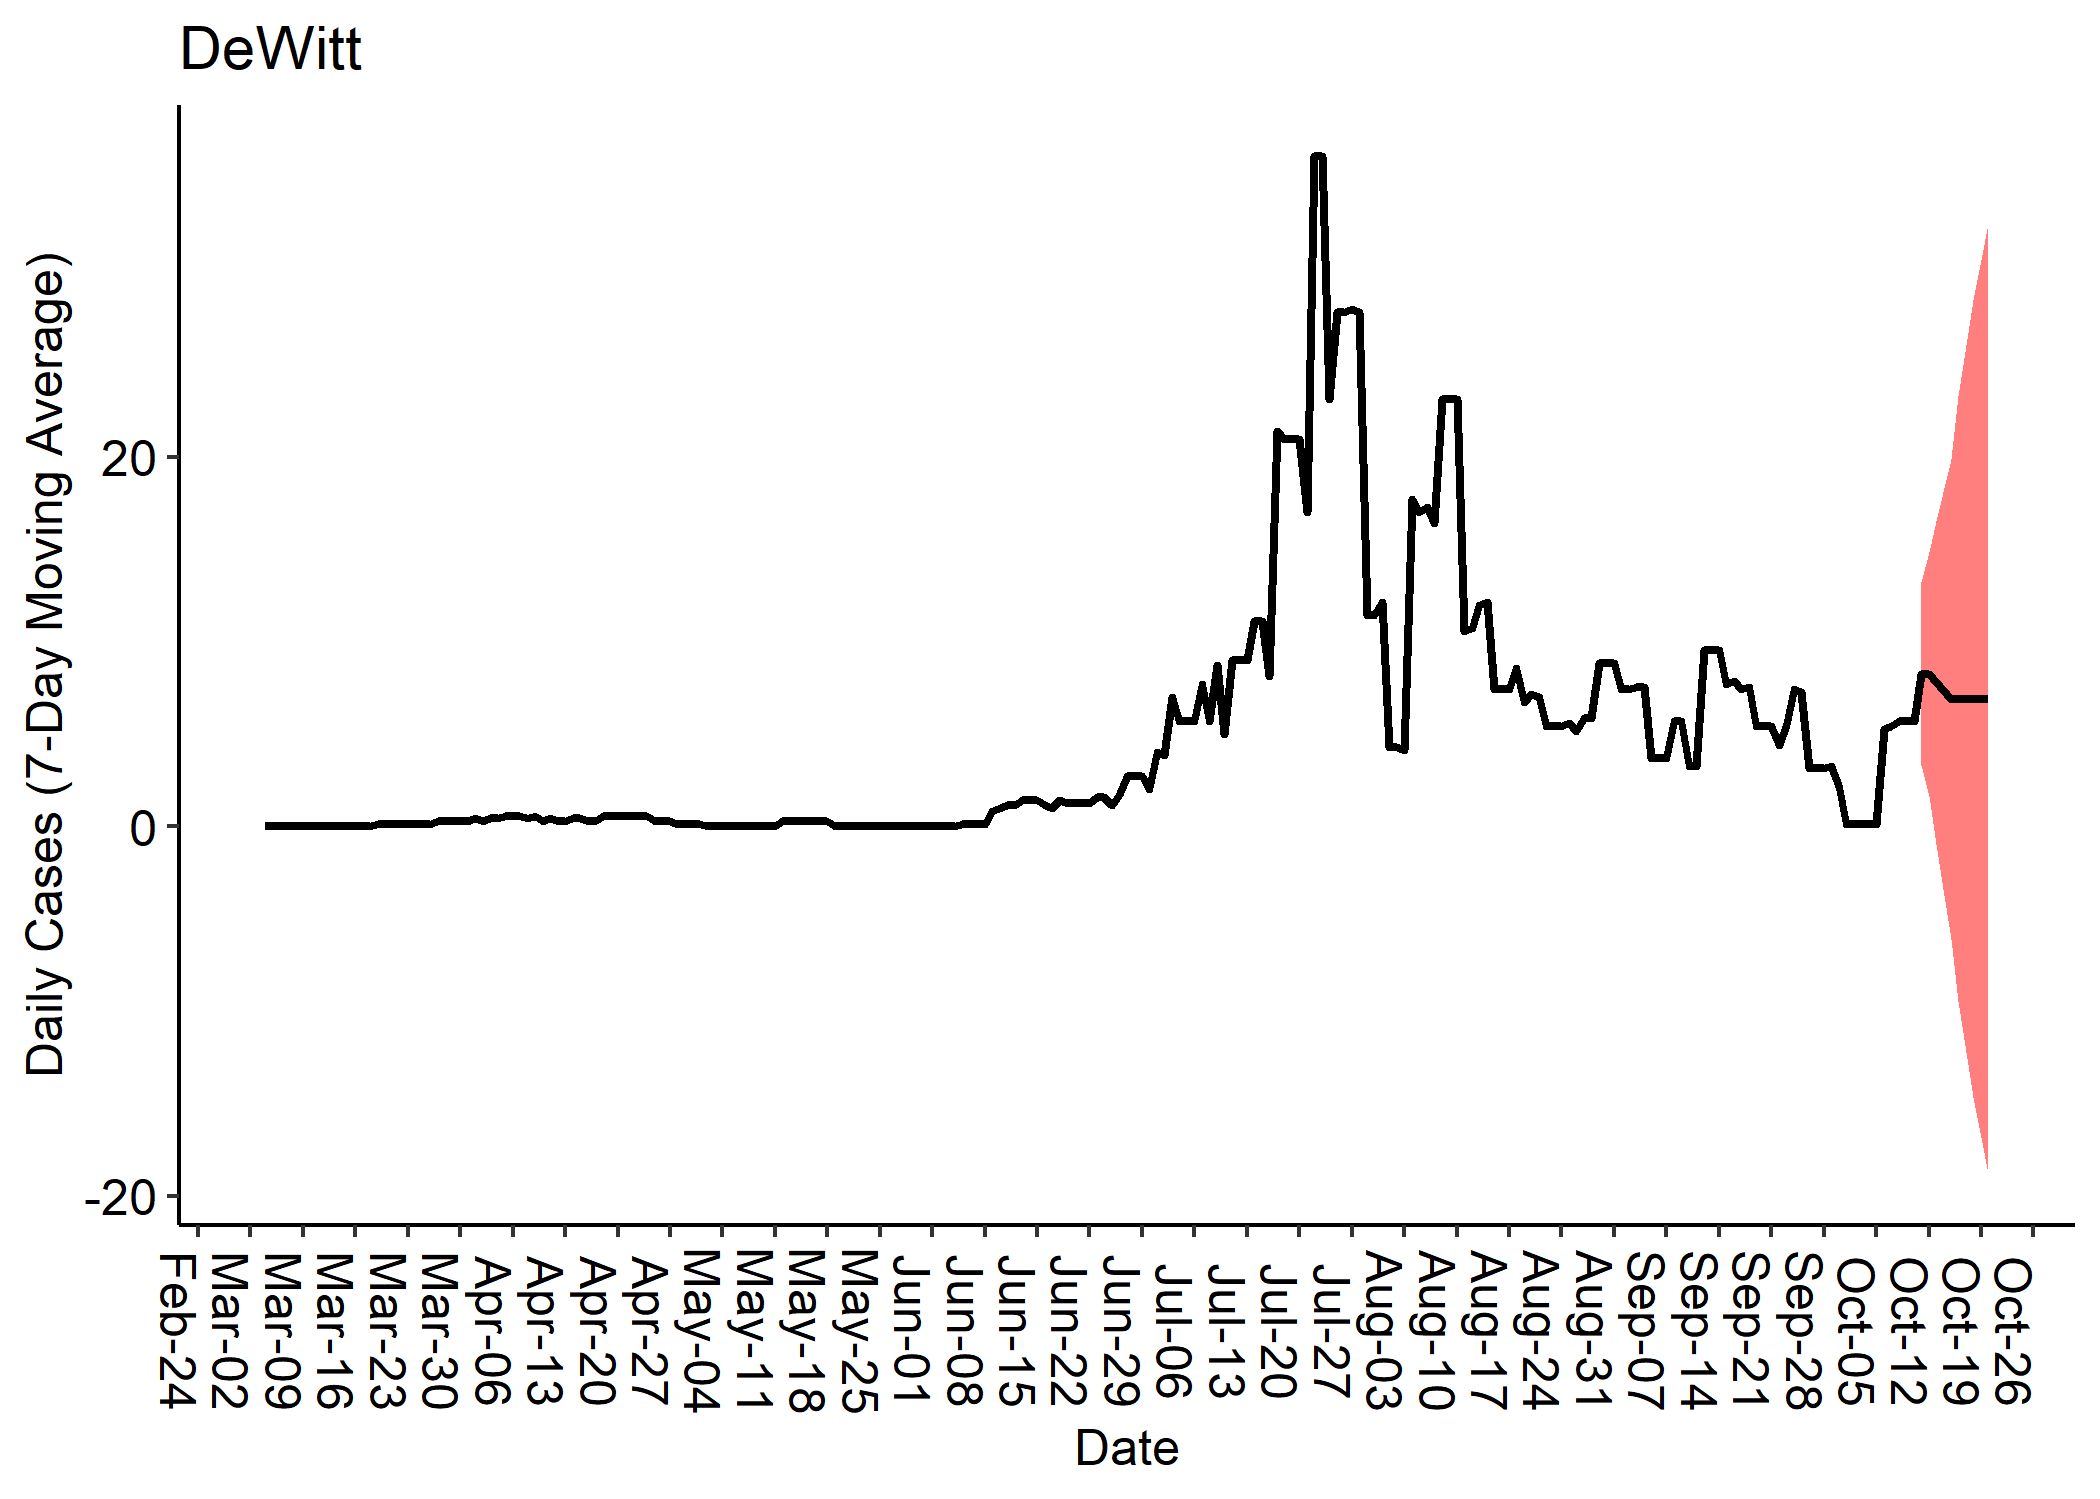 DeWitt
Daily Cases (7-Day Moving Average)
20
0
-20
Feb-24
Mar-02
Mar-09
Mar-16
Mar-23
Mar-30
Apr-06
Apr-13
Apr-20
Apr-27
May-04
May-11
May-18
May-25
Jun-01
Jun-08
Jun-15
Jun-22
Jun-29
Jul-06
Jul-13
Jul-20
Jul-27
Aug-03
Aug-10
Aug-17
Aug-24
Aug-31
Sep-07
Sep-14
Sep-21
Sep-28
Oct-05
Oct-12
Oct-19
Oct-26
Date